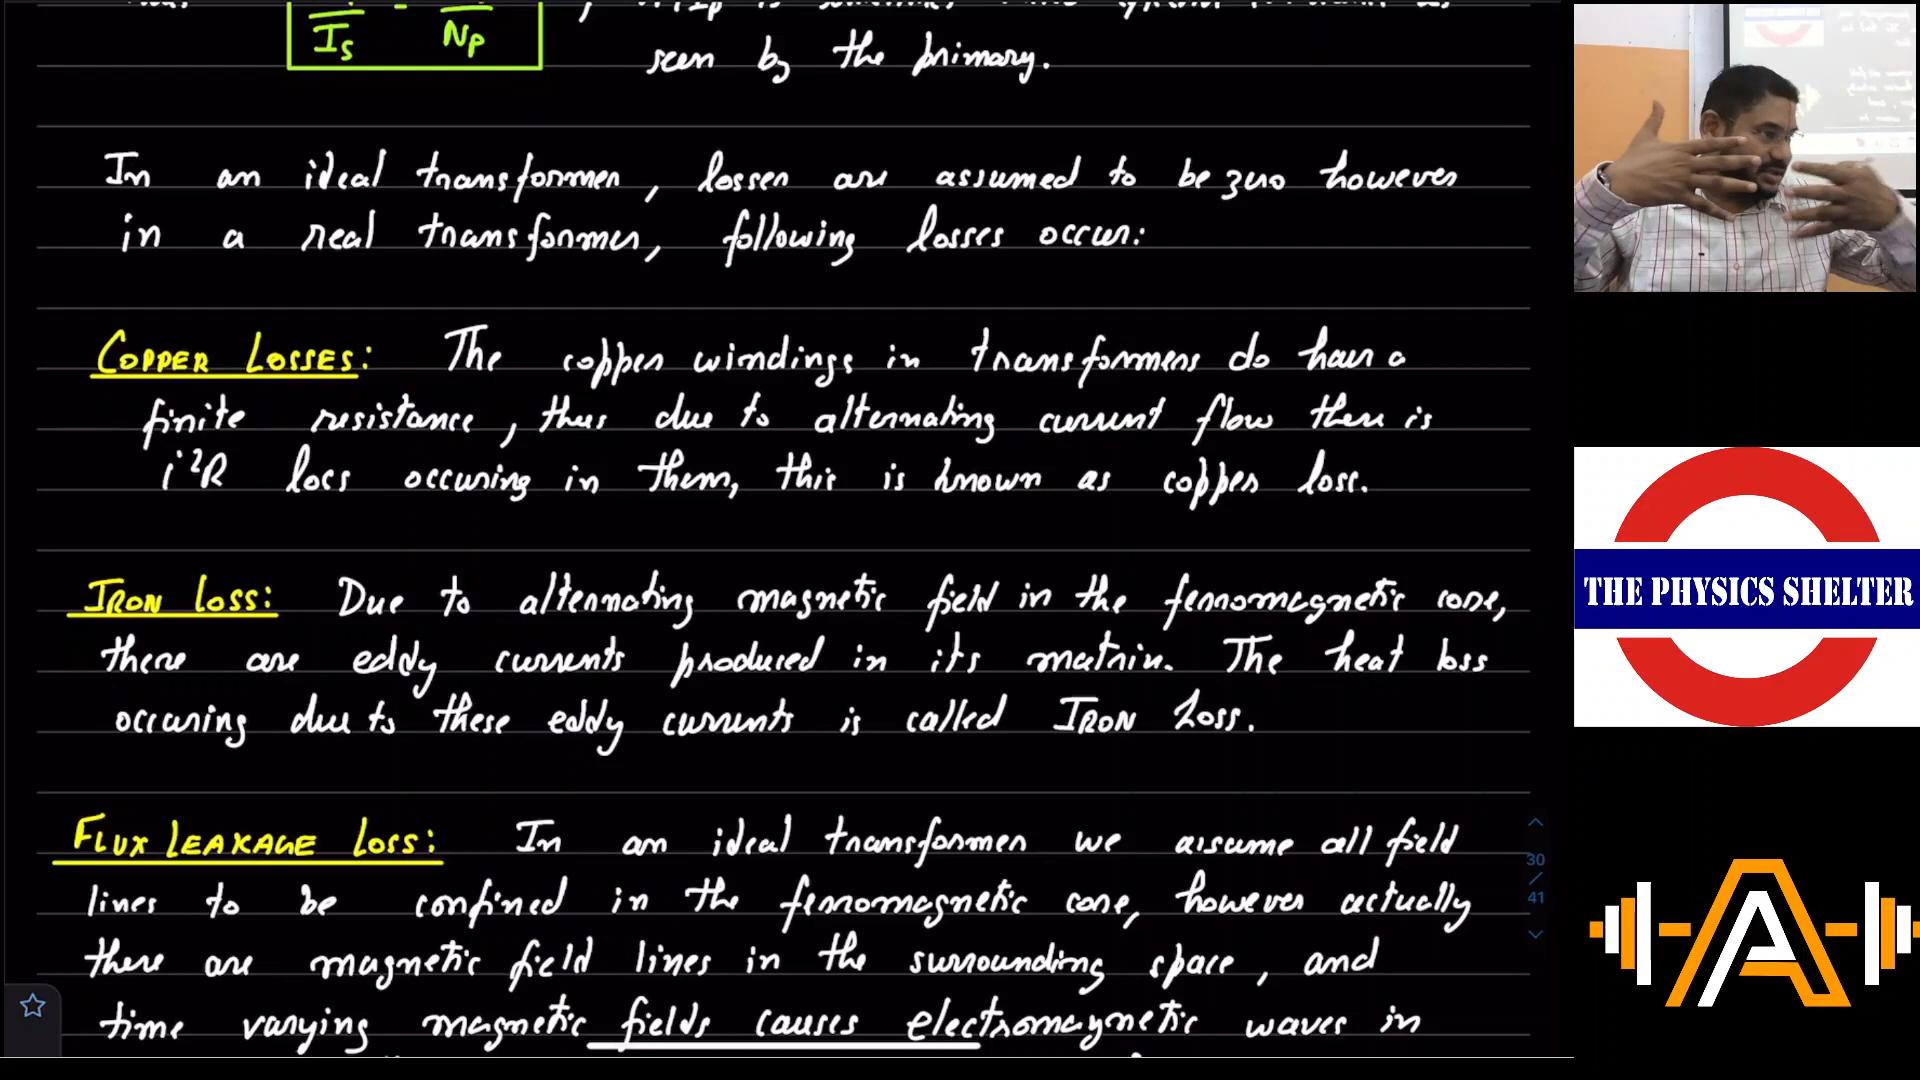 I_s N_p
seen by the primary.
In an ideal transformer, losses are assumed to be zero however
in a real transformer, following losses occur:
COPPER LOSSES: The copper windings in transformers do have a
finite resistance, thus due to alternating current flow there is
i²R loss occuring in them, this is known as copper loss.
IRON LOSS: Due to alternating magnetic field in the ferromagnetic core,
there are eddy currents produced in its matrix. The heat loss
occuring due to these eddy currents is called IRON Loss.
FLUX LEAKAGE LOSS: In an ideal transformer we assume all field
lines to be confined in the ferromagnetic core, however actually
there are magnetic field lines in the surrounding space, and
time varying magnetic fields causes electromagnetic waves in
30
/
41
THE PHYSICS SHELTER